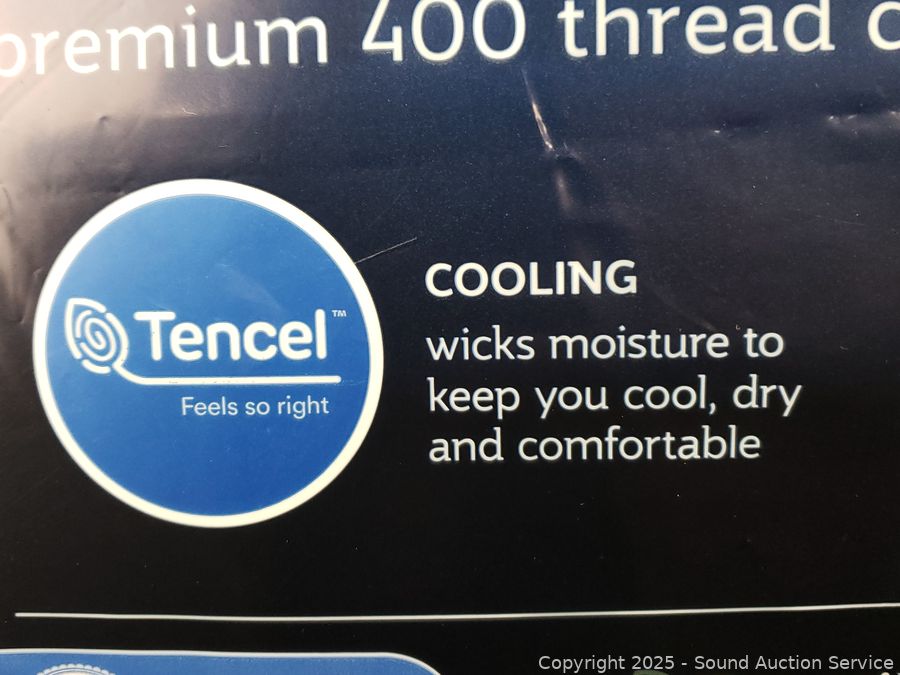 premium 400 thread
Tencel™
Feels so right
COOLING
wicks moisture to
keep you cool, dry
and comfortable
Copyright 2025 - Sound Auction Service